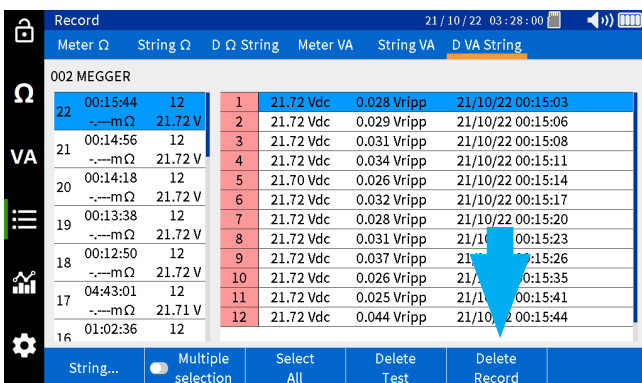 Record 21/10/22 03:28:00
Meter Ω String Ω D Ω String Meter VA String VA D VA String
002 MEGGER
Ω
VA
22 00:15:44 12
-.---mΩ 21.72 V
21 00:14:56 12
-.---mΩ 21.72 V
20 00:14:18 12
-.---mΩ 21.72 V
19 00:13:38 12
-.---mΩ 21.72 V
18 00:12:50 12
-.---mΩ 21.72 V
17 04:43:01 12
-.---mΩ 21.71 V
16 01:02:36 12
1 21.72 Vdc 0.028 Vripp 21/10/22 00:15:03
2 21.72 Vdc 0.029 Vripp 21/10/22 00:15:06
3 21.72 Vdc 0.031 Vripp 21/10/22 00:15:08
4 21.72 Vdc 0.034 Vripp 21/10/22 00:15:11
5 21.70 Vdc 0.026 Vripp 21/10/22 00:15:14
6 21.72 Vdc 0.032 Vripp 21/10/22 00:15:17
7 21.72 Vdc 0.028 Vripp 21/10/22 00:15:20
8 21.72 Vdc 0.031 Vripp :15:23
9 21.72 Vdc 0.037 Vripp :15:26
10 21.72 Vdc 0.026 Vripp :15:35
11 21.72 Vdc 0.025 Vripp :15:41
12 21.72 Vdc 0.044 Vripp 21/10/22 00:15:44
String... Multiple selection Select All Delete Test Delete Record